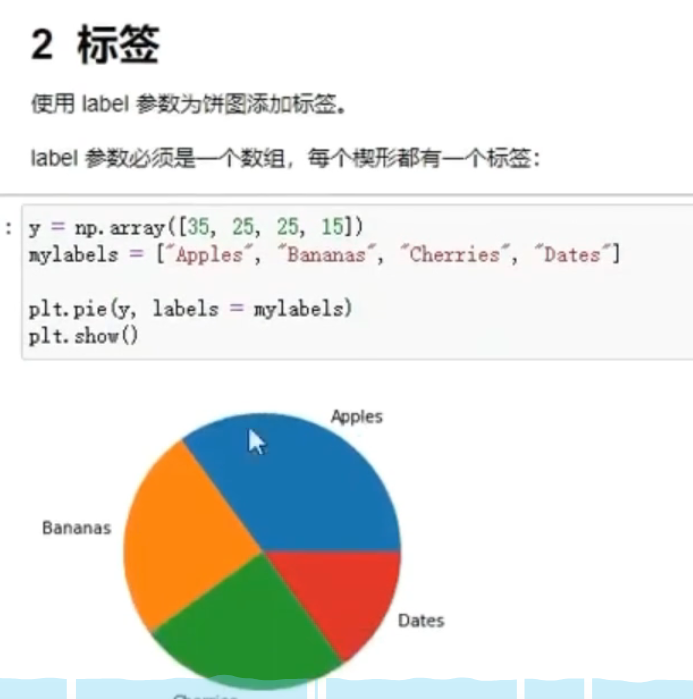 2 标签
使用 label 参数为饼图添加标签。
label 参数必须是一个数组，每个楔形都有一个标签：
: y = np.array([35, 25, 25, 15])
mylabels = ["Apples", "Bananas", "Cherries", "Dates"]
plt.pie(y, labels = mylabels)
plt.show()
Apples
Bananas
Dates